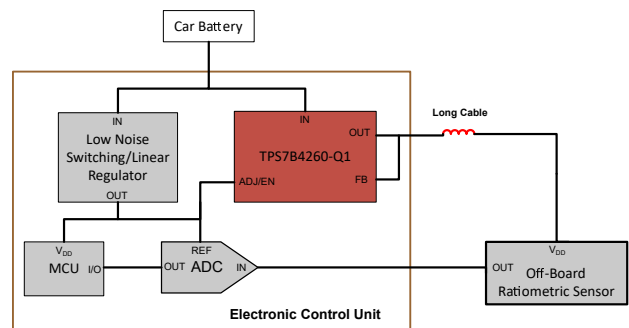 Car Battery
IN
Low Noise
Switching/Linear
Regulator
OUT
IN
OUT
TPS7B4260-Q1
ADJ/EN
FB
Long Cable
VDD
MCU
I/O
REF
OUT
ADC
IN
VDD
OUT
Off-Board
Ratiometric Sensor
Electronic Control Unit